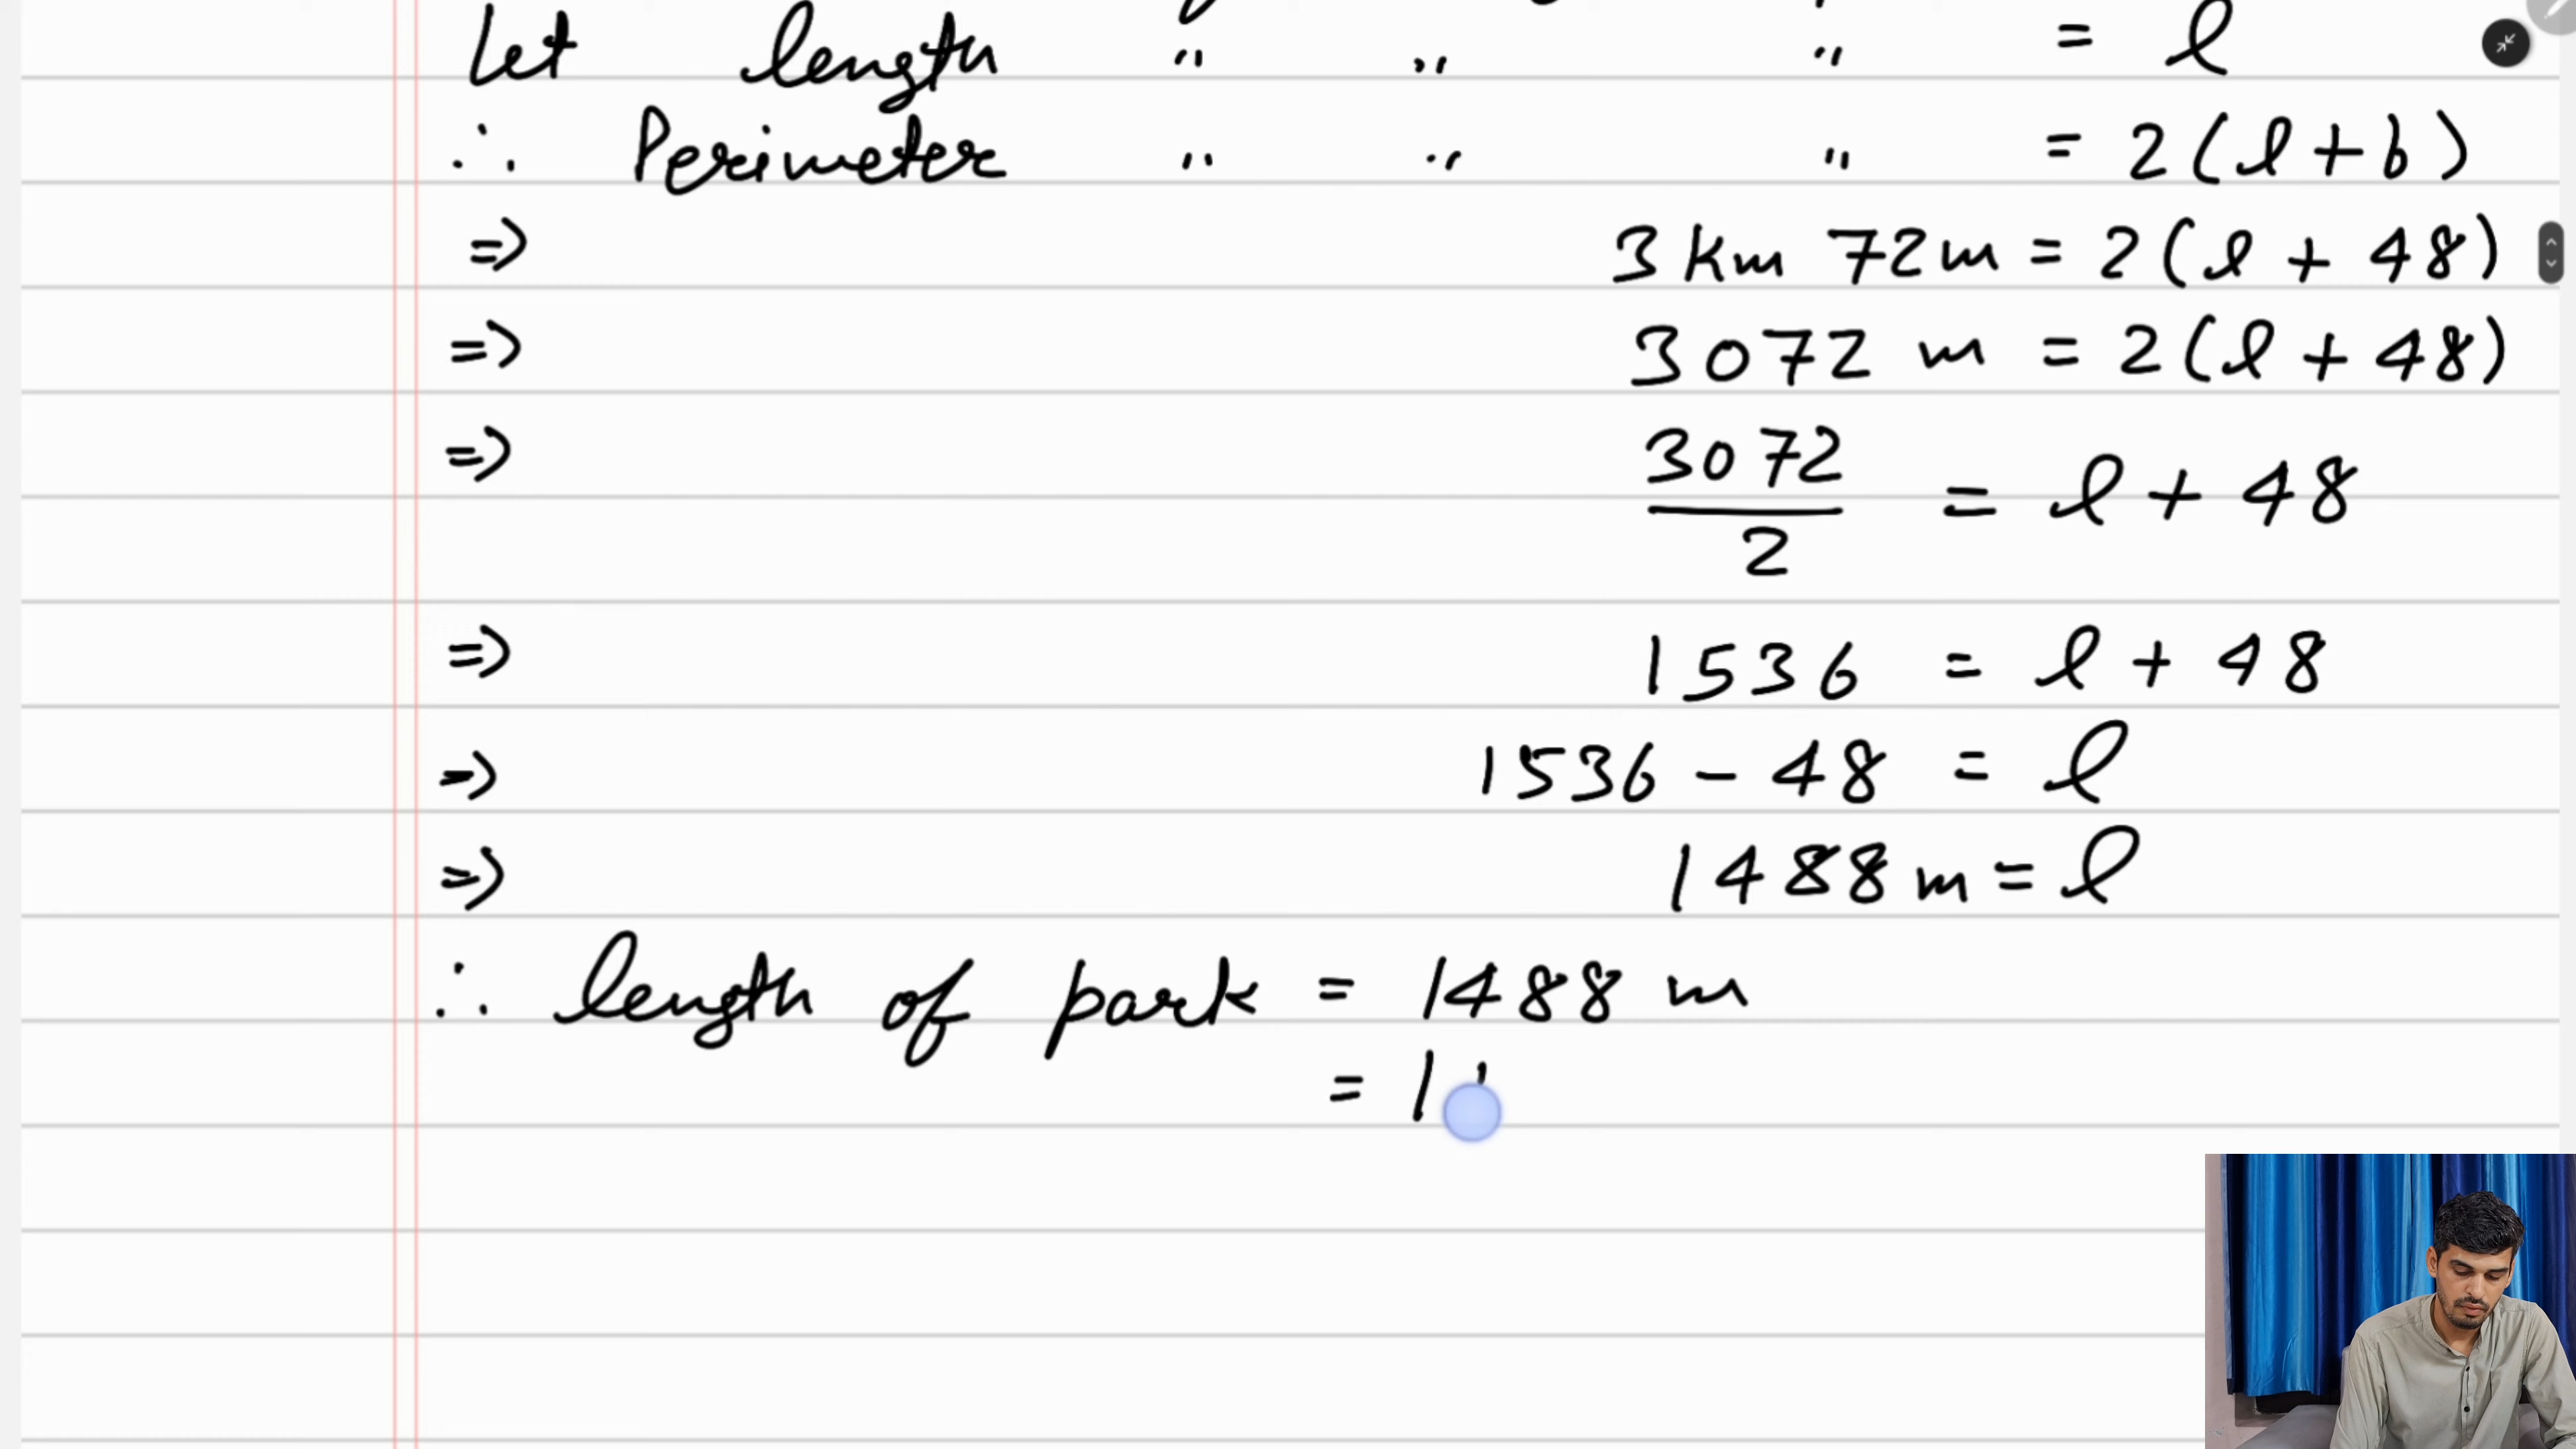 Let length " " " = l
∴ Perimeter " " " = 2(l+b)
=> 3 km 72 m = 2(l + 48)
=> 3072 m = 2(l + 48)
=> 3072/2 = l + 48
=> 1536 = l + 48
=> 1536 - 48 = l
=> 1488 m = l
∴ length of park = 1488 m
= 1